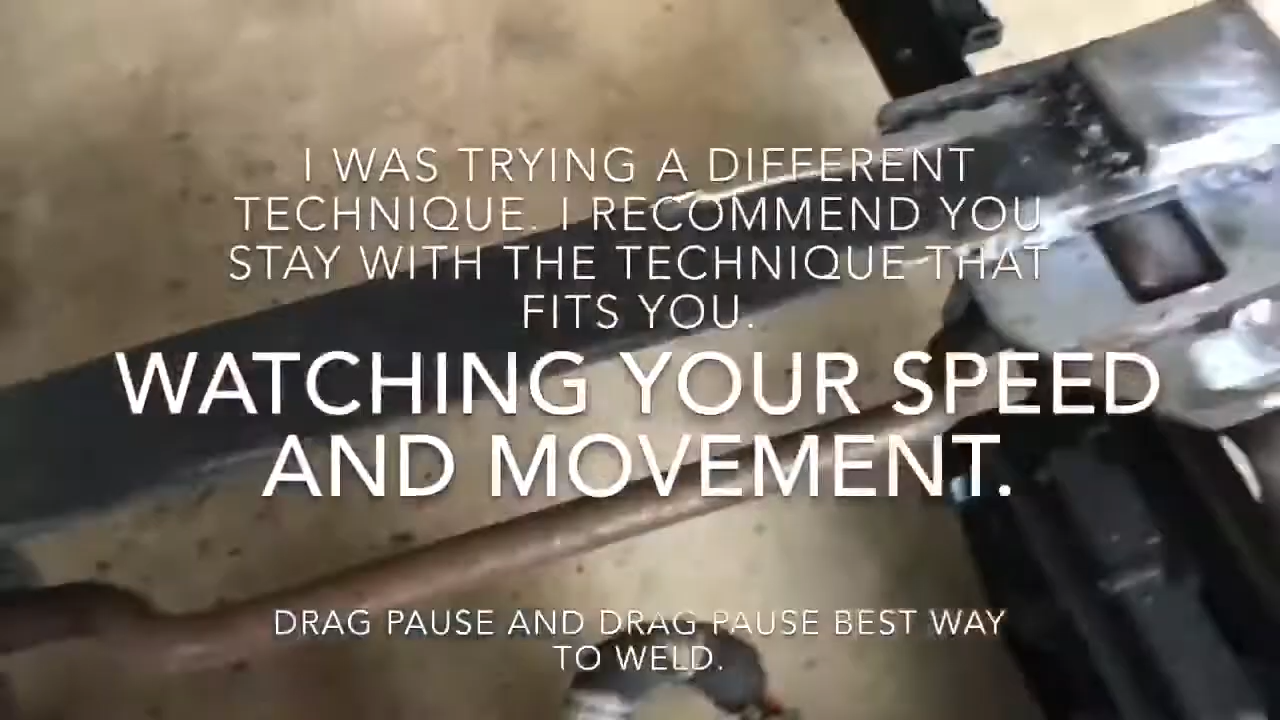 I WAS TRYING A DIFFERENT
TECHNIQUE. I RECOMMEND YOU
STAY WITH THE TECHNIQUE THAT
FITS YOU.
WATCHING YOUR SPEED
AND MOVEMENT.
DRAG PAUSE AND DRAG PAUSE BEST WAY
TO WELD.